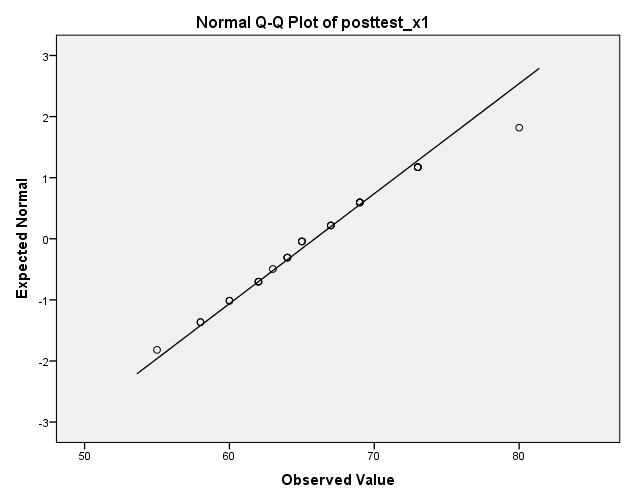 Normal Q-Q Plot of posttest_x1
3
2
1
0
-1
-2
-3
Expected Normal
50 60 70 80
Observed Value